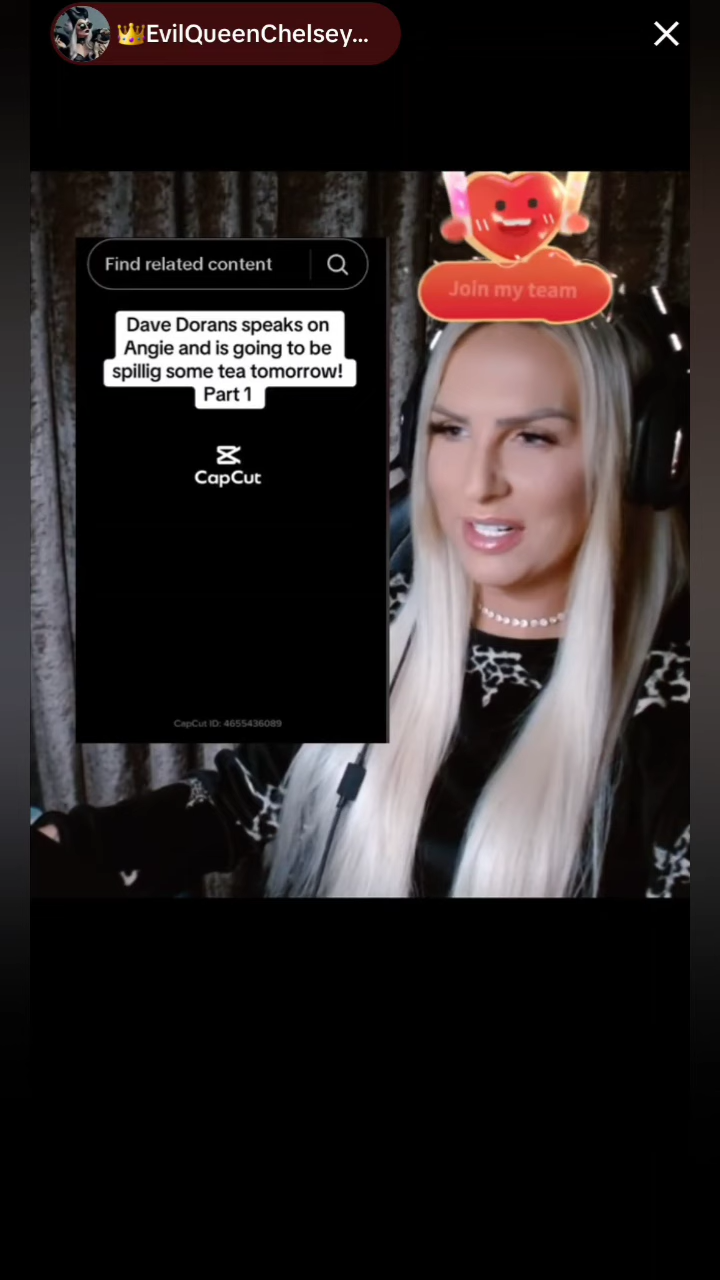 👑EvilQueenChelsey...
Join my team
Find related content
Dave Dorans speaks on
Angie and is going to be
spillig some tea tomorrow!
Part 1
CapCut
CapCut ID: 4655436089